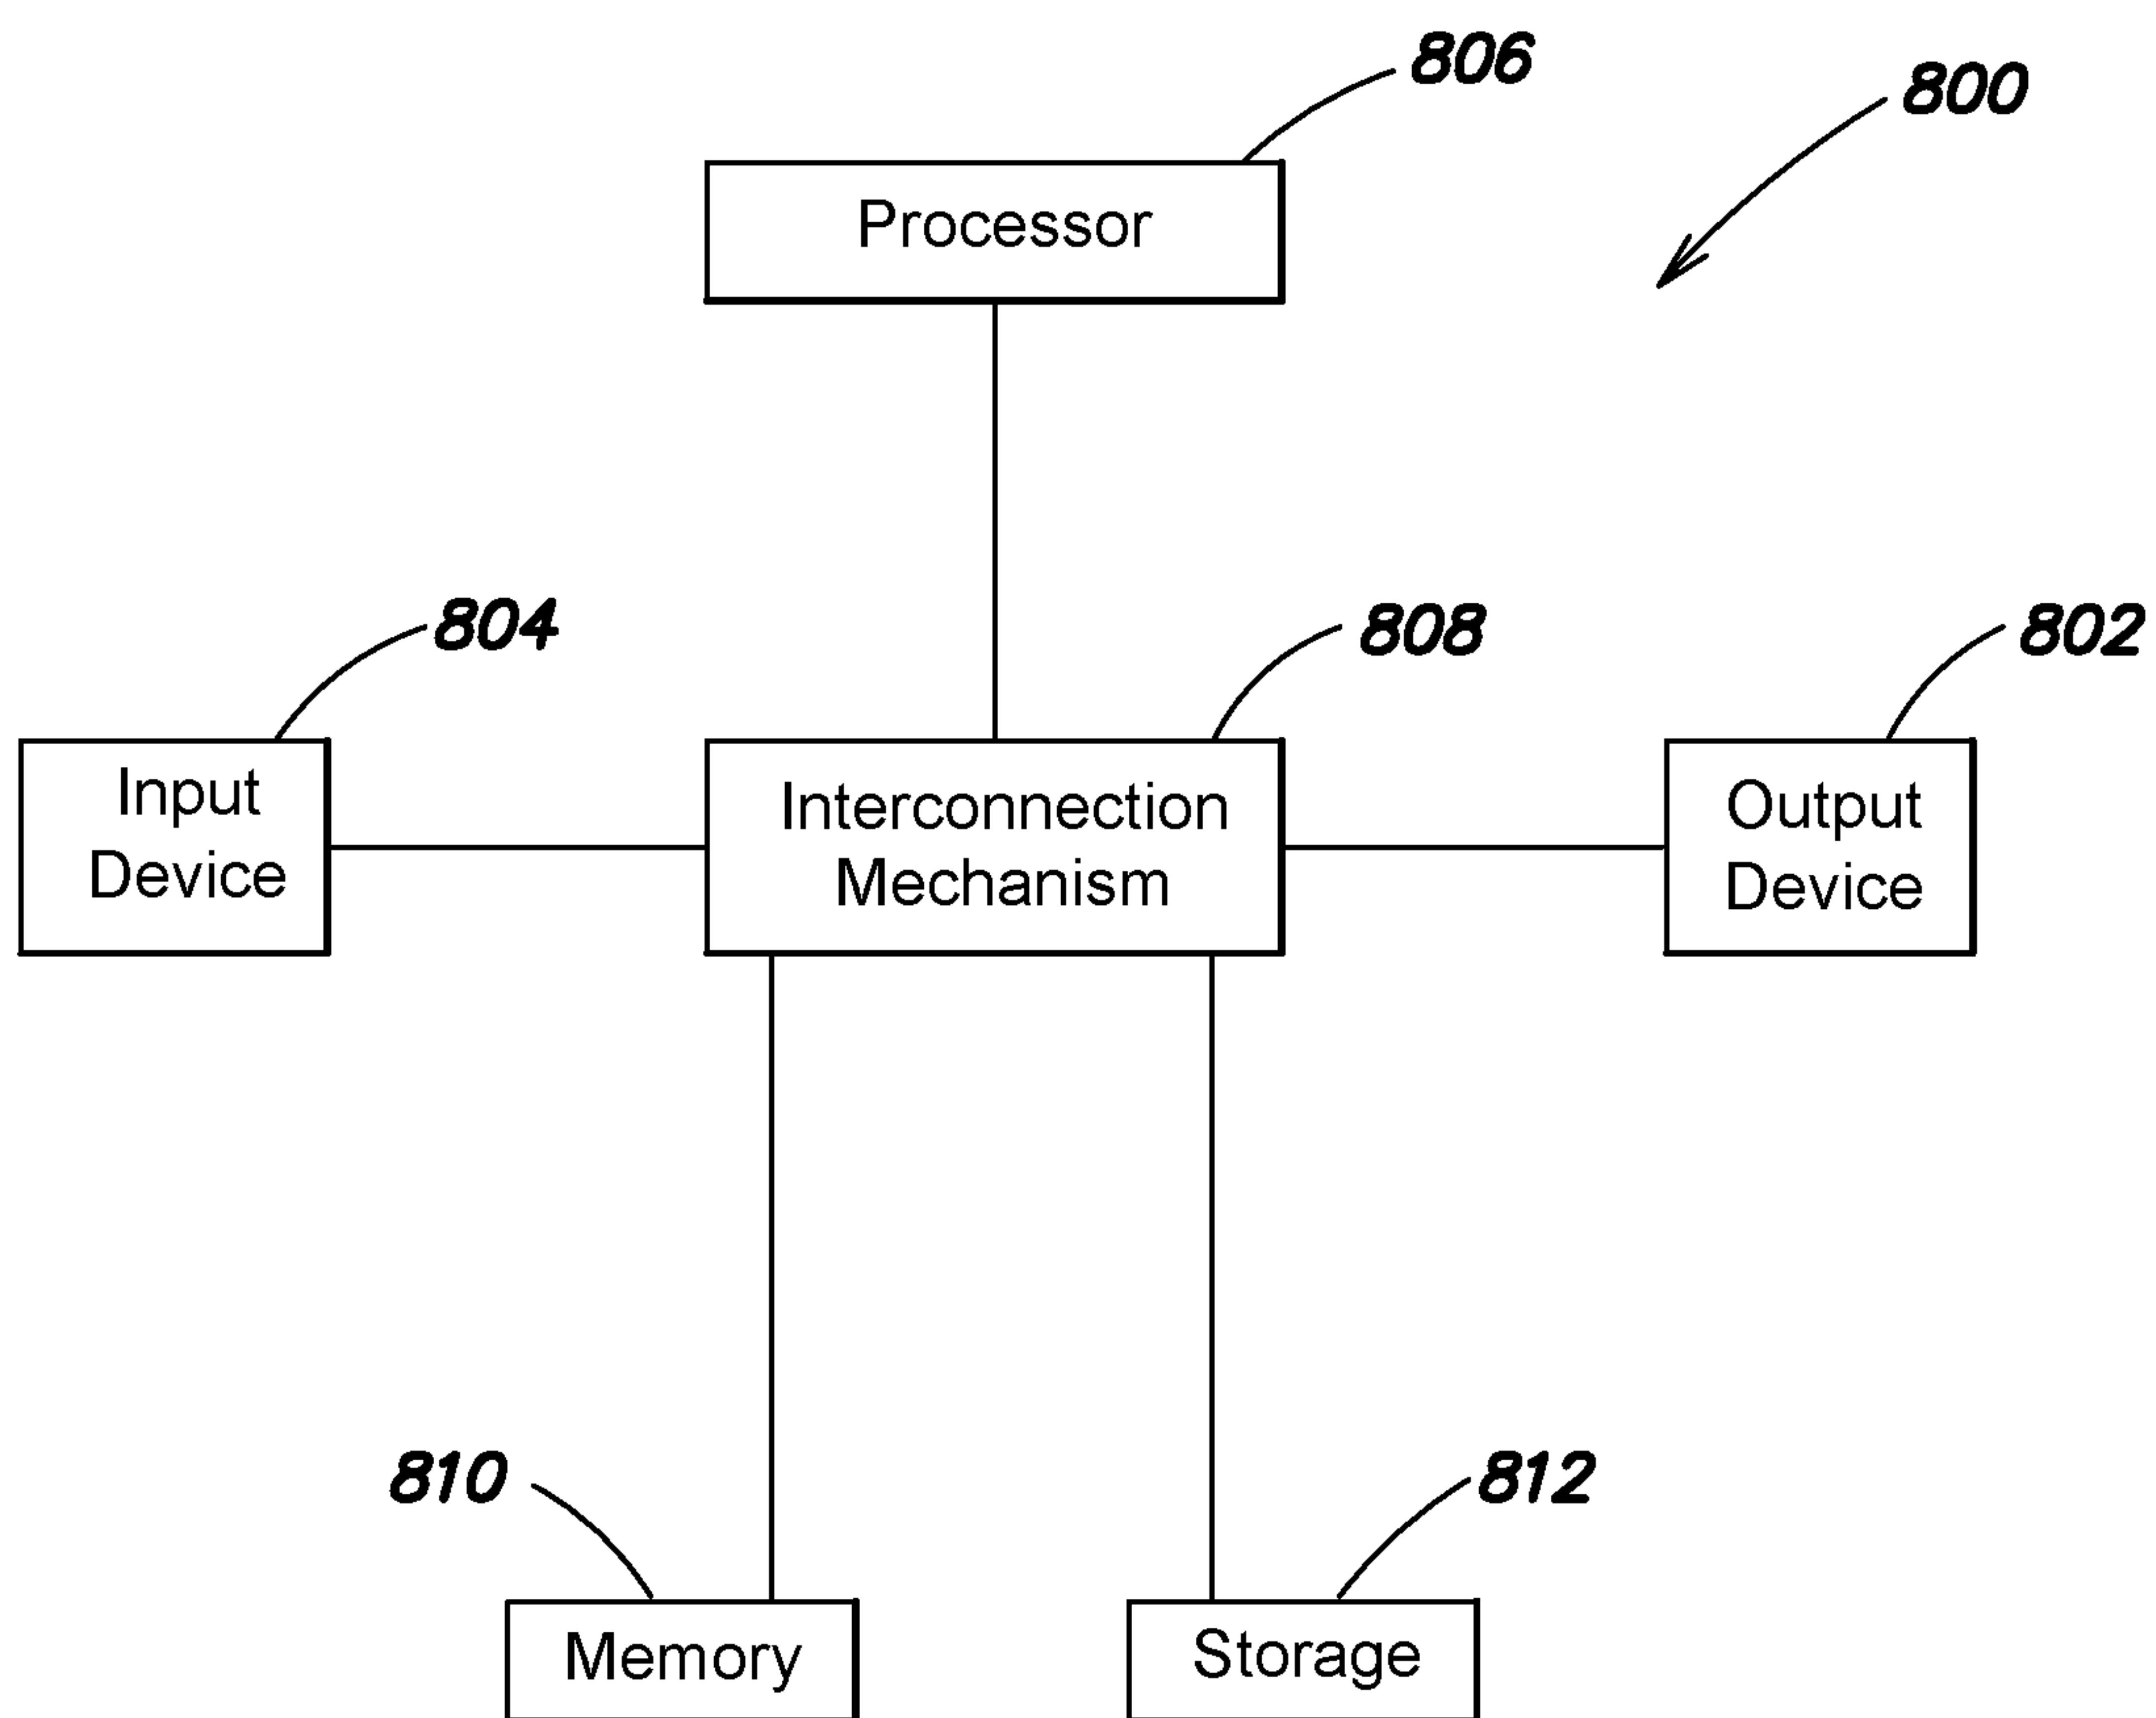 806
800
Processor
804
808
802
Input
Device
Interconnection
Mechanism
Output
Device
810
812
Memory
Storage